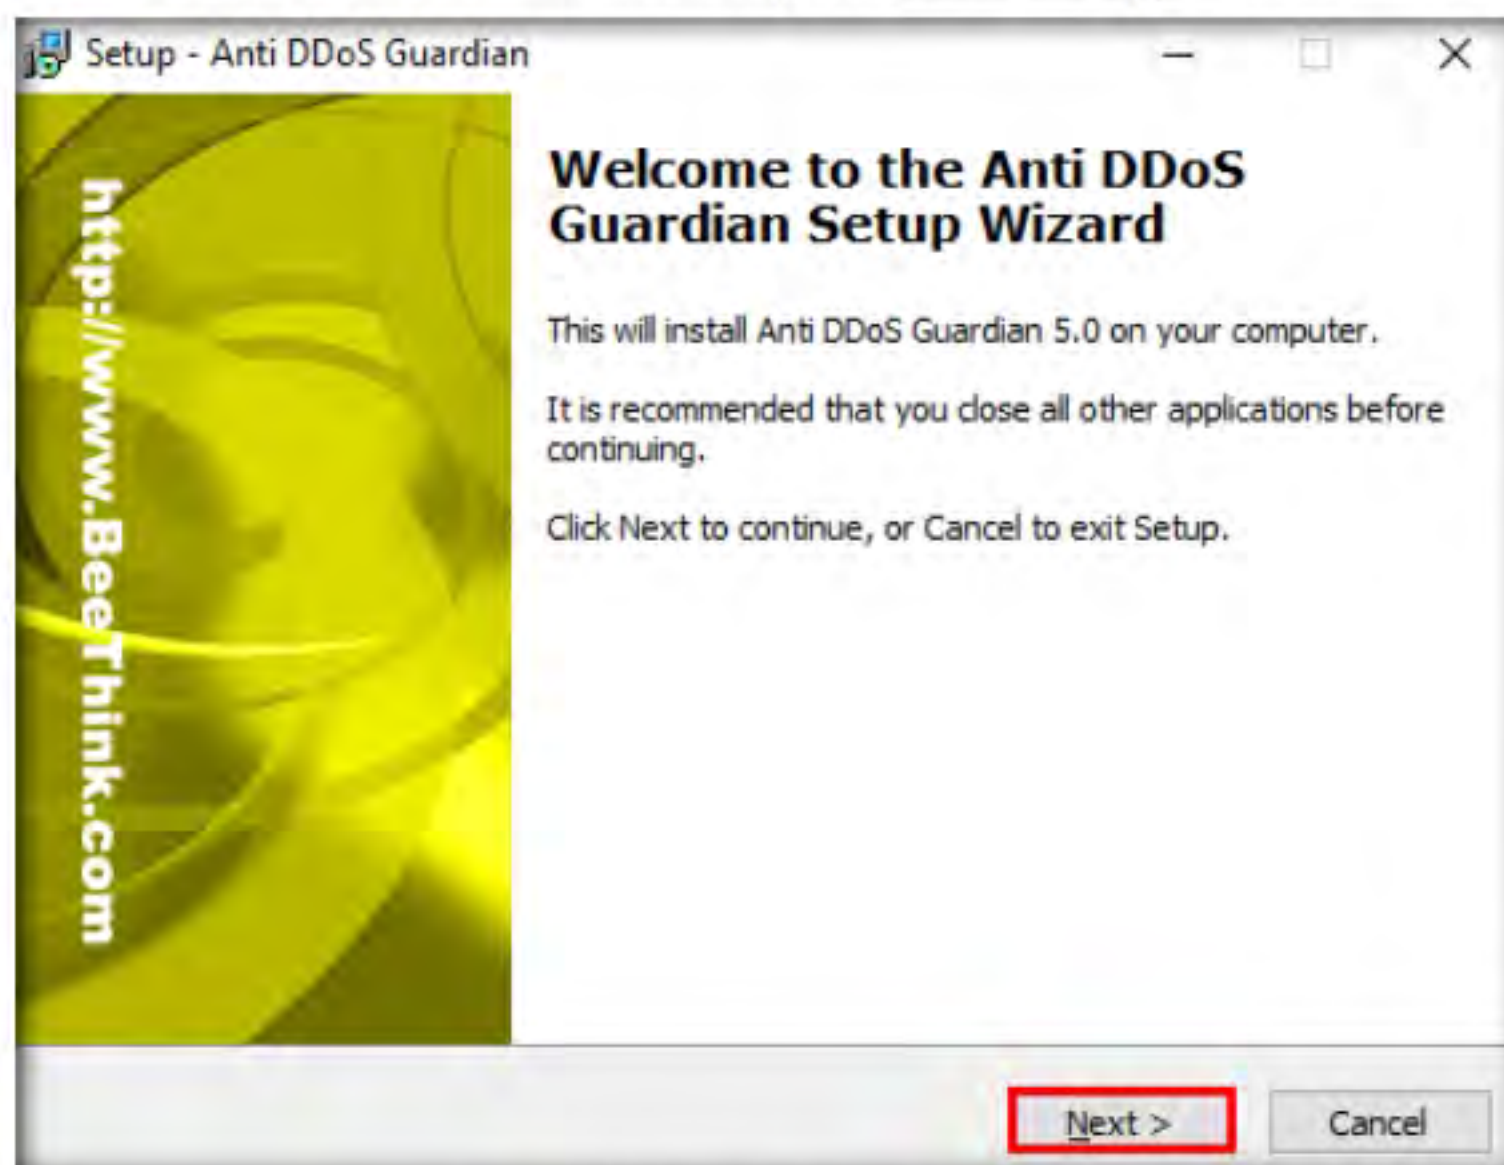 Setup - Anti DDoS Guardian
http://www.BeeThink.com
Welcome to the Anti DDoS
Guardian Setup Wizard
This will install Anti DDoS Guardian 5.0 on your computer.
It is recommended that you close all other applications before
continuing.
Click Next to continue, or Cancel to exit Setup.
Next >
Cancel